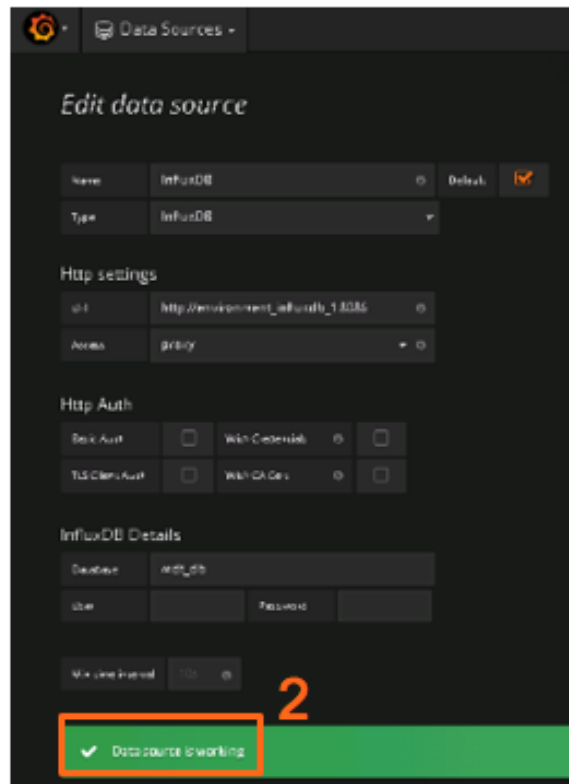 Data Sources
Edit data source
Name InfluxDB Default
Type InfluxDB
Http settings
Url http://environment_influxdb_1:8086
Access proxy
Http Auth
Basic Auth With Credentials
TLS Client Auth With CA Cert
InfluxDB Details
Database mdt_db
User Password
Min time interval 10s
2
Data source is working